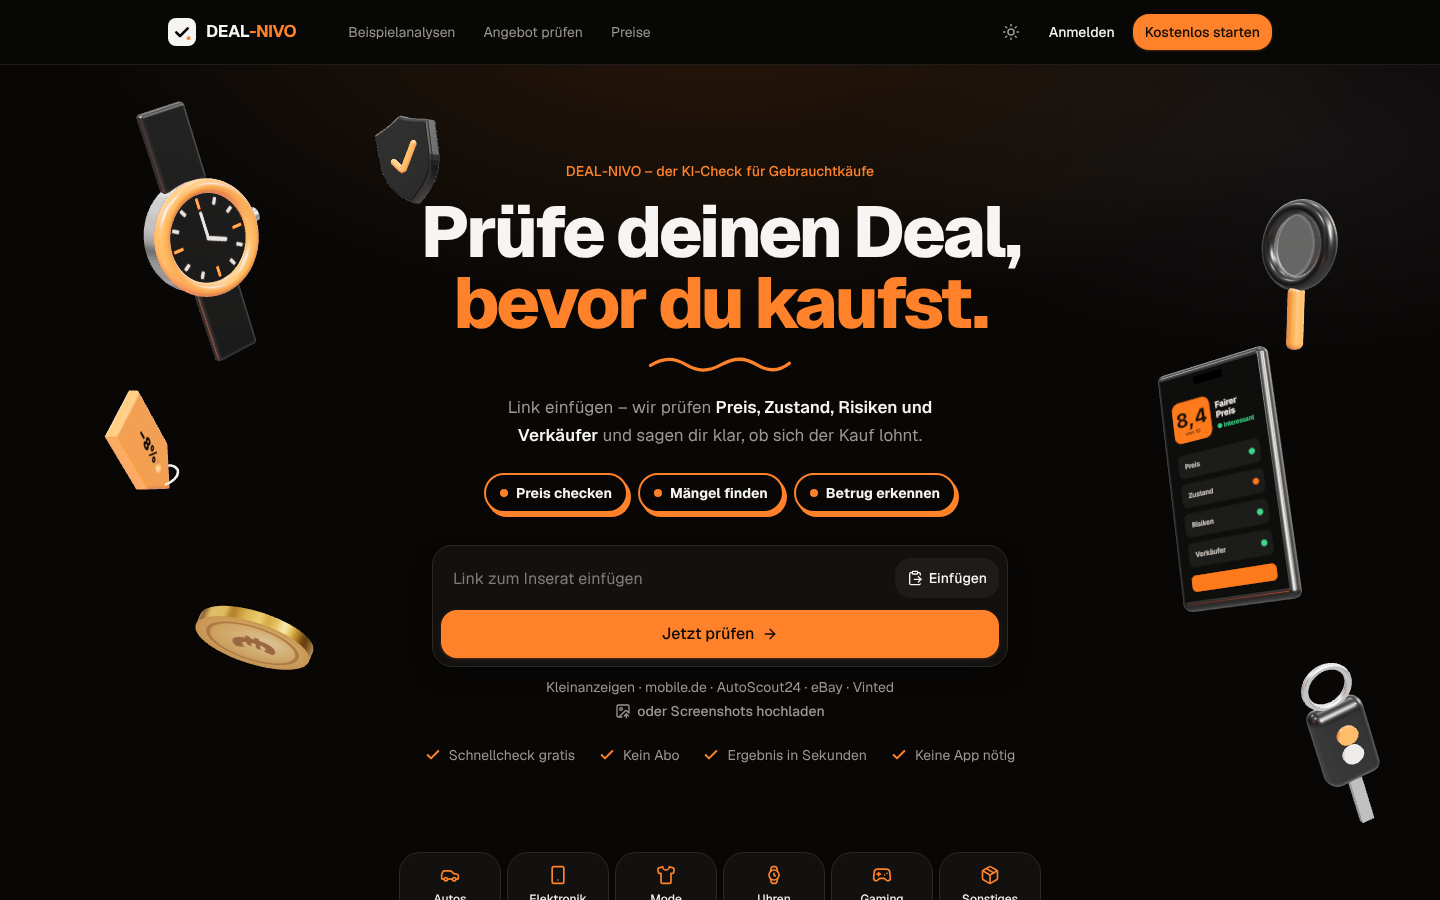 DEAL-NIVO
Beispielanalysen
Angebot prüfen
Preise
Anmelden
Kostenlos starten
DEAL-NIVO – der KI-Check für Gebrauchtkäufe
Prüfe deinen Deal,
bevor du kaufst.
Link einfügen – wir prüfen Preis, Zustand, Risiken und
Verkäufer und sagen dir klar, ob sich der Kauf lohnt.
Preis checken
Mängel finden
Betrug erkennen
-8%
8,4
von 10
Fairer
Preis
Interessant
Preis
Zustand
Risiken
Verkäufer
Link zum Inserat einfügen
Einfügen
Jetzt prüfen
€
Kleinanzeigen · mobile.de · AutoScout24 · eBay · Vinted
oder Screenshots hochladen
Schnellcheck gratis
Kein Abo
Ergebnis in Sekunden
Keine App nötig
Autos
Elektronik
Mode
Uhren
Gaming
Sonstiges